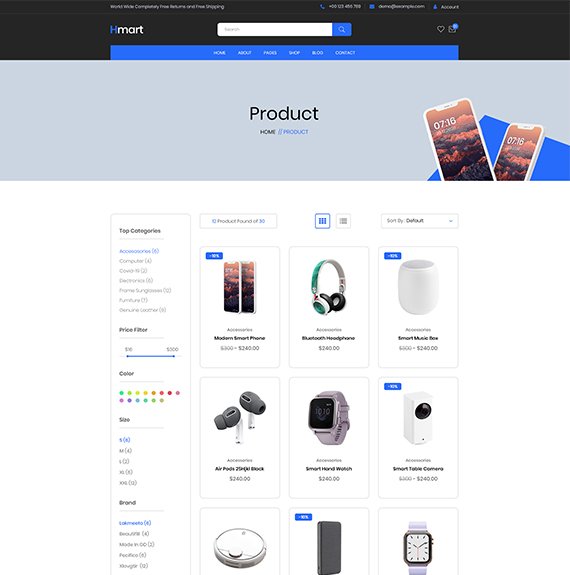 World Wide Completely Free Returns and Free Shipping
+00 123 456 789
demo@example.com
Account
Hmart
Search
HOME ABOUT PAGES SHOP BLOG CONTACT
Product
HOME // PRODUCT
07:16
07:16
Top Categories
Accessories (6)
Computer (4)
Covid-19 (2)
Electronics (6)
Frame Sunglasses (12)
Furniture (7)
Genuine Leather (9)
Price Filter
$16 $300
Color
Size
S (6)
M (4)
L (2)
XL (6)
XXL (12)
Brand
Lakmeeta (6)
Beautifill (4)
Made In GD (2)
Pecifico (6)
Xlovgtir (12)
10 Product Found of 30
Sort By: Default
-10%
Accessories
Modern Smart Phone
$300 - $240.00
Accessories
Bluetooth Headphone
$240.00
-10%
Accessories
Smart Music Box
$300 - $240.00
Accessories
Air Pods 25Hjkl Black
$240.00
Accessories
Smart Hand Watch
$240.00
-10%
Accessories
Smart Table Camera
$300 - $240.00
-10%